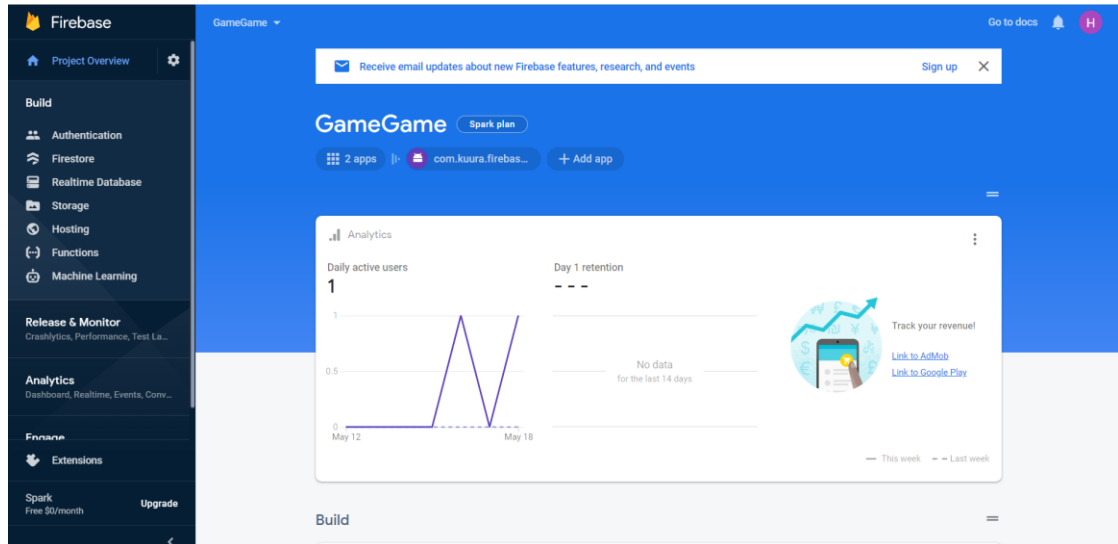 Firebase
Project Overview
Build
Authentication
Firestore
Realtime Database
Storage
Hosting
Functions
Machine Learning
Release & Monitor
Crashlytics, Performance, Test La...
Analytics
Dashboard, Realtime, Events, Conv...
Engage
Extensions
Spark
Free $0/month
Upgrade
GameGame
Go to docs
H
Receive email updates about new Firebase features, research, and events
Sign up
GameGame
Spark plan
2 apps
com.kuura.firebas...
+ Add app
Analytics
Daily active users
1
Day 1 retention
- - -
1
0.5
0
May 12
May 18
No data
for the last 14 days
Track your revenue!
Link to AdMob
Link to Google Play
This week
Last week
Build